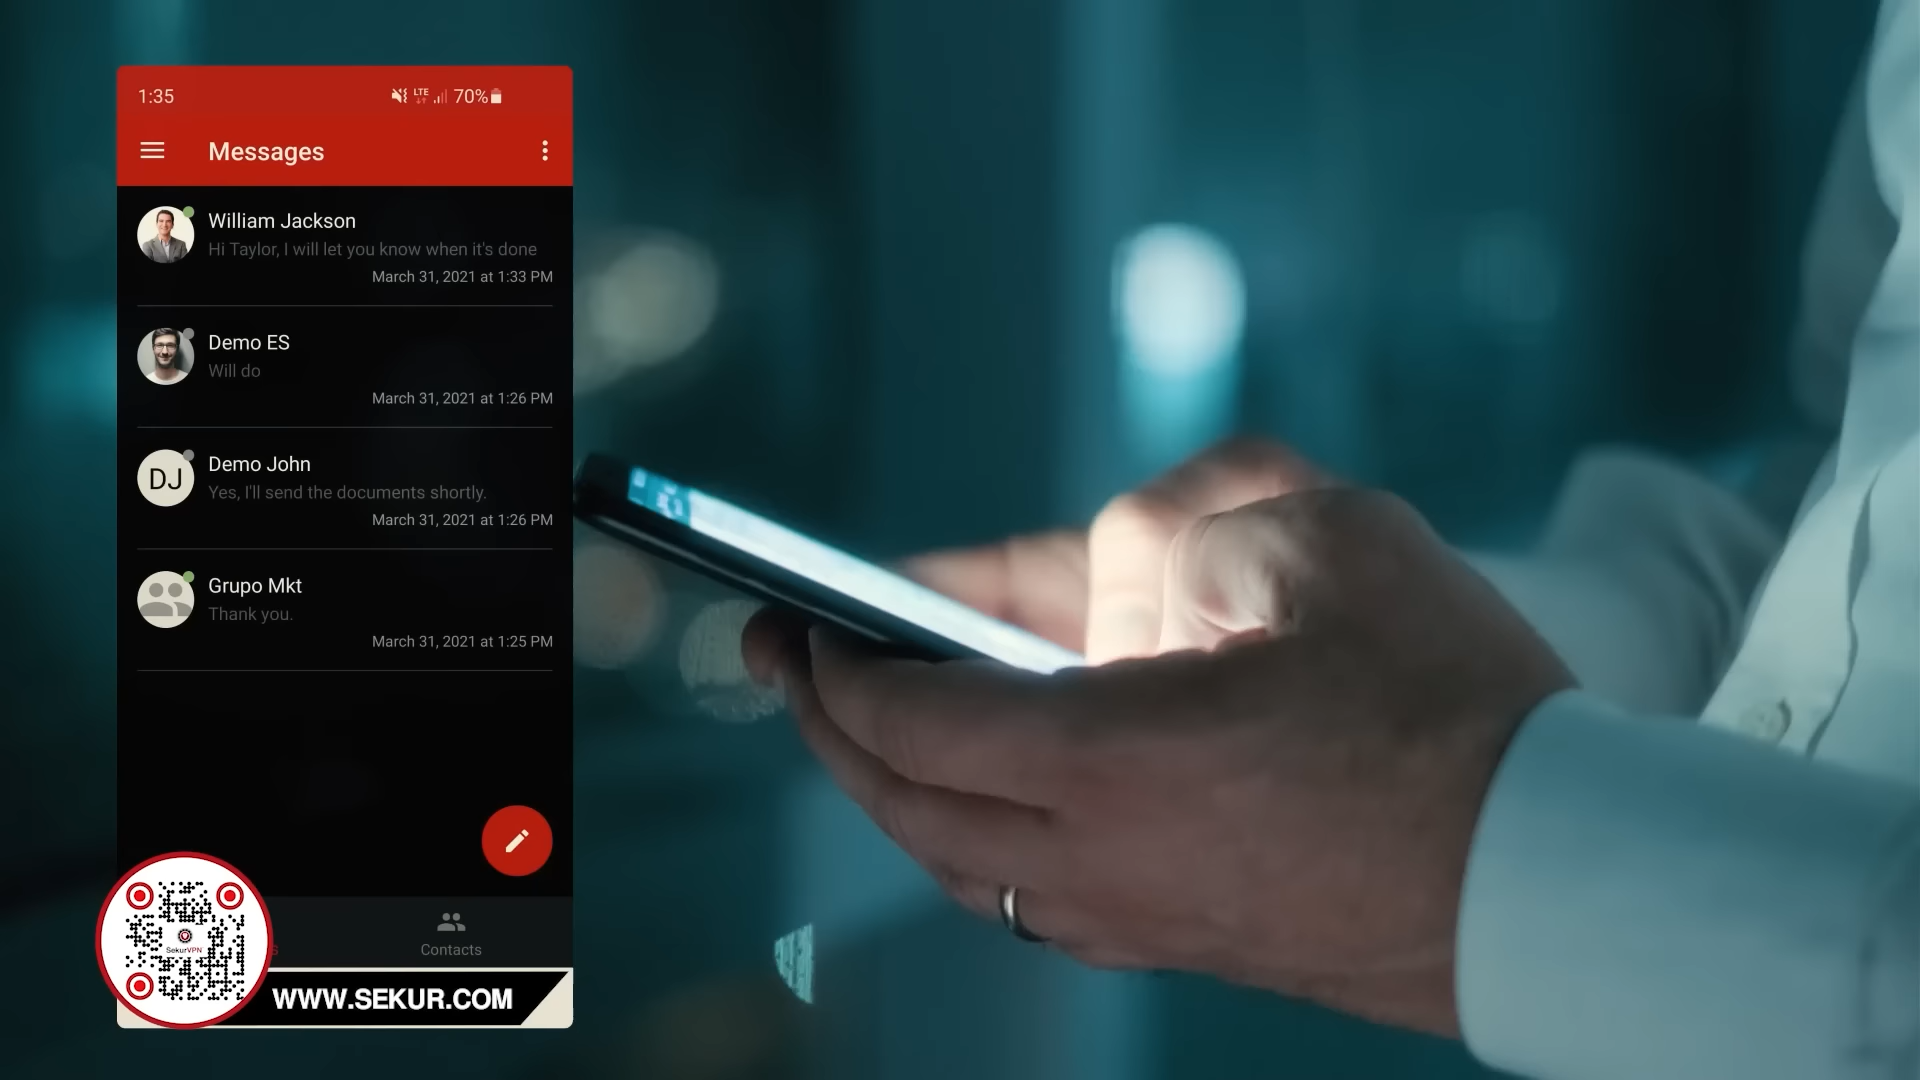 1:35
LTE
70%
Messages
William Jackson
Hi Taylor, I will let you know when it's done
March 31, 2021 at 1:33 PM
Demo ES
Will do
March 31, 2021 at 1:26 PM
DJ
Demo John
Yes, I'll send the documents shortly.
March 31, 2021 at 1:26 PM
Grupo Mkt
Thank you.
March 31, 2021 at 1:25 PM
Contacts
SekurVPN
WWW.SEKUR.COM